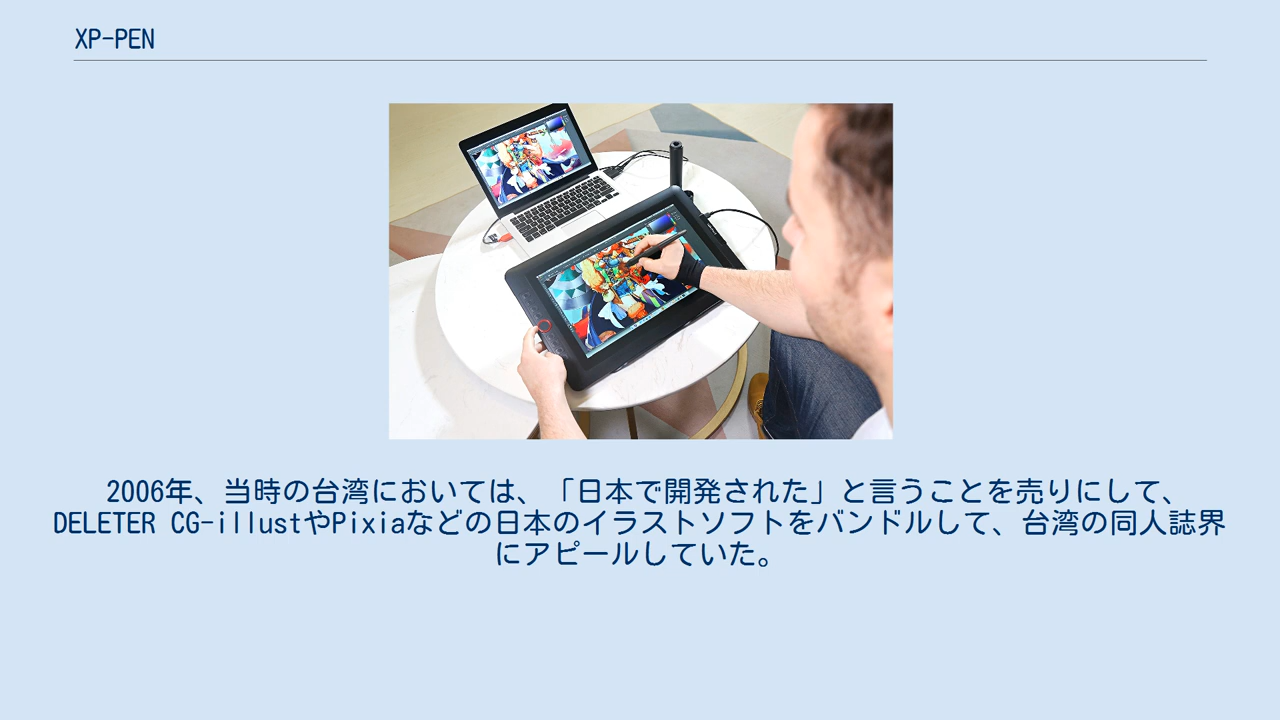 XP-PEN
2006年、当時の台湾においては、「日本で開発された」と言うことを売りにして、
DELETER CG-illustやPixiaなどの日本のイラストソフトをバンドルして、台湾の同人誌界
にアピールしていた。